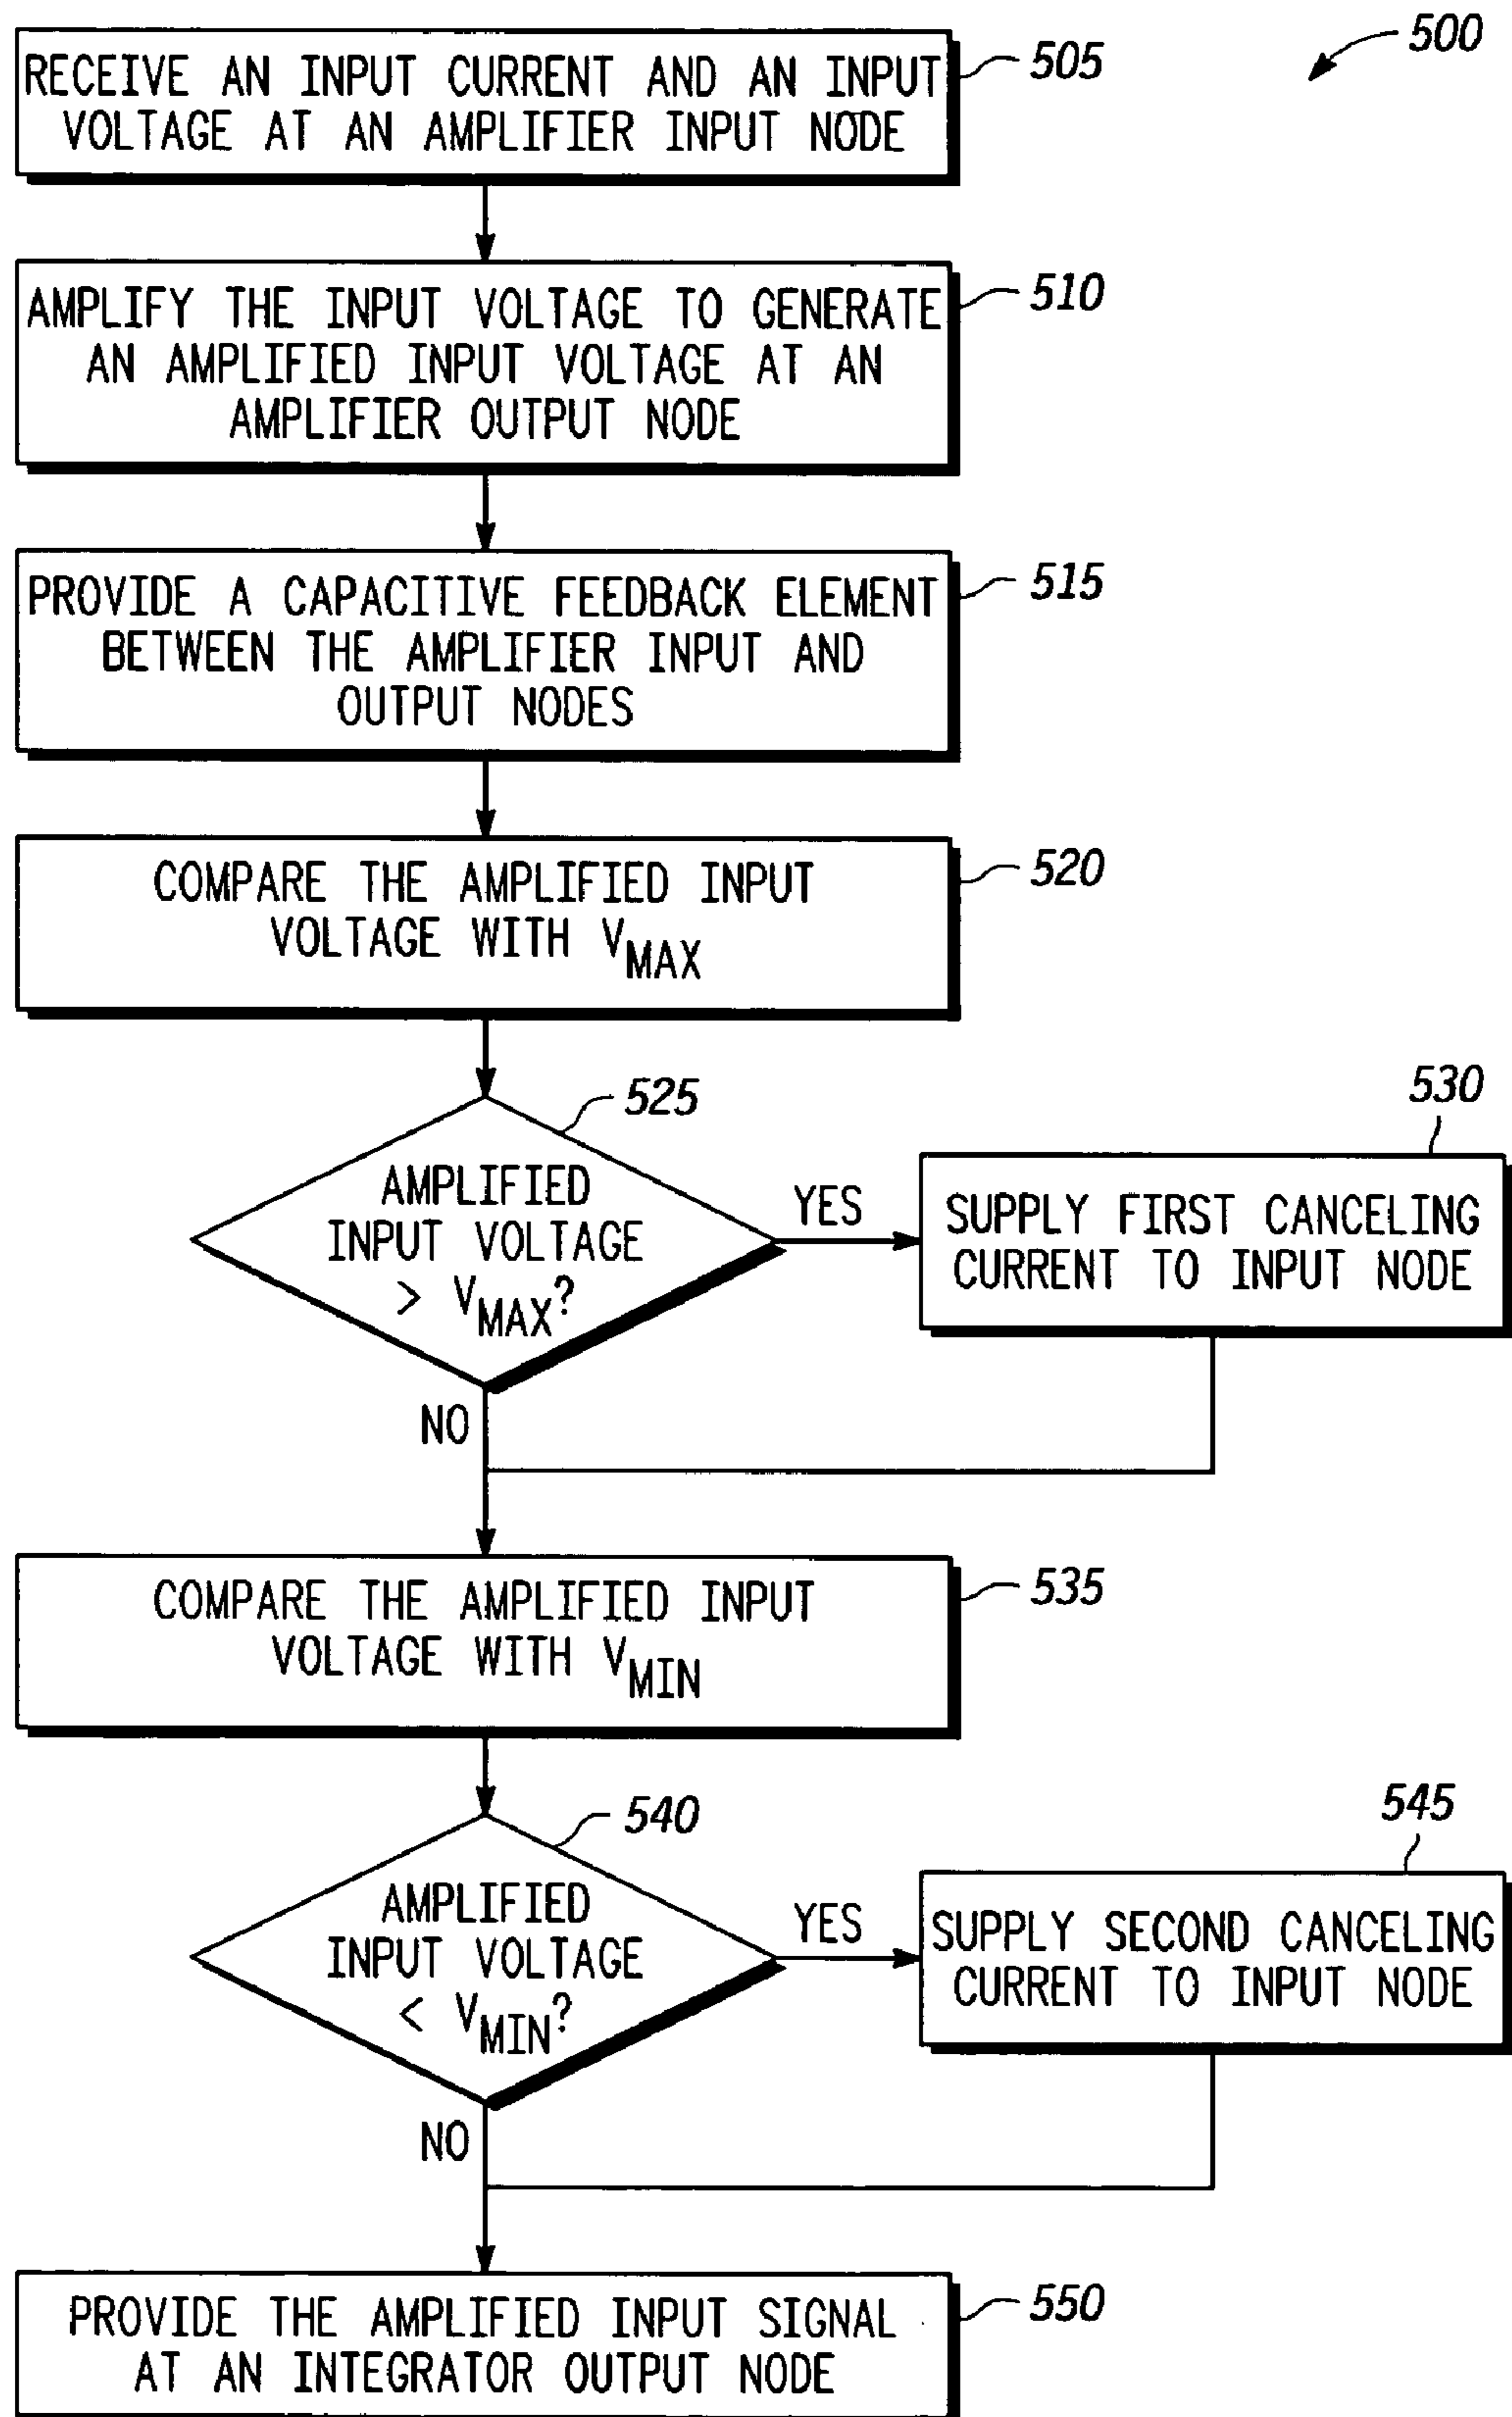 500
RECEIVE AN INPUT CURRENT AND AN INPUT
VOLTAGE AT AN AMPLIFIER INPUT NODE
505
AMPLIFY THE INPUT VOLTAGE TO GENERATE
AN AMPLIFIED INPUT VOLTAGE AT AN
AMPLIFIER OUTPUT NODE
510
PROVIDE A CAPACITIVE FEEDBACK ELEMENT
BETWEEN THE AMPLIFIER INPUT AND
OUTPUT NODES
515
COMPARE THE AMPLIFIED INPUT
VOLTAGE WITH VMAX
520
525
AMPLIFIED
INPUT VOLTAGE
> VMAX?
YES
530
SUPPLY FIRST CANCELING
CURRENT TO INPUT NODE
NO
COMPARE THE AMPLIFIED INPUT
VOLTAGE WITH VMIN
535
540
AMPLIFIED
INPUT VOLTAGE
< VMIN?
YES
545
SUPPLY SECOND CANCELING
CURRENT TO INPUT NODE
NO
PROVIDE THE AMPLIFIED INPUT SIGNAL
AT AN INTEGRATOR OUTPUT NODE
550